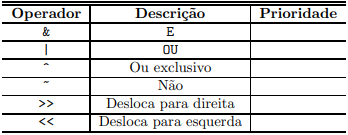 Operador Descrição Prioridade
& E
| OU
^ Ou exclusivo
~ Não
>> Desloca para direita
<< Desloca para esquerda